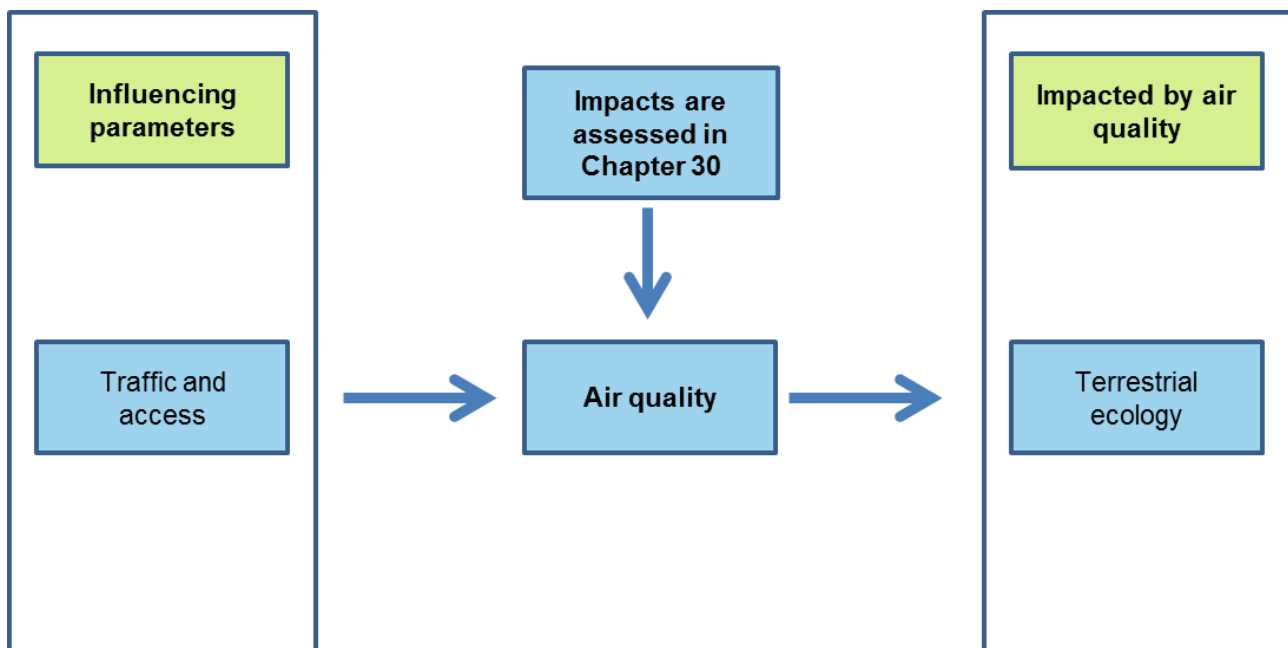 Influencing
parameters
Impacts are
assessed in
Chapter 30
Impacted by air
quality
Traffic and
access
Air quality
Terrestrial
ecology